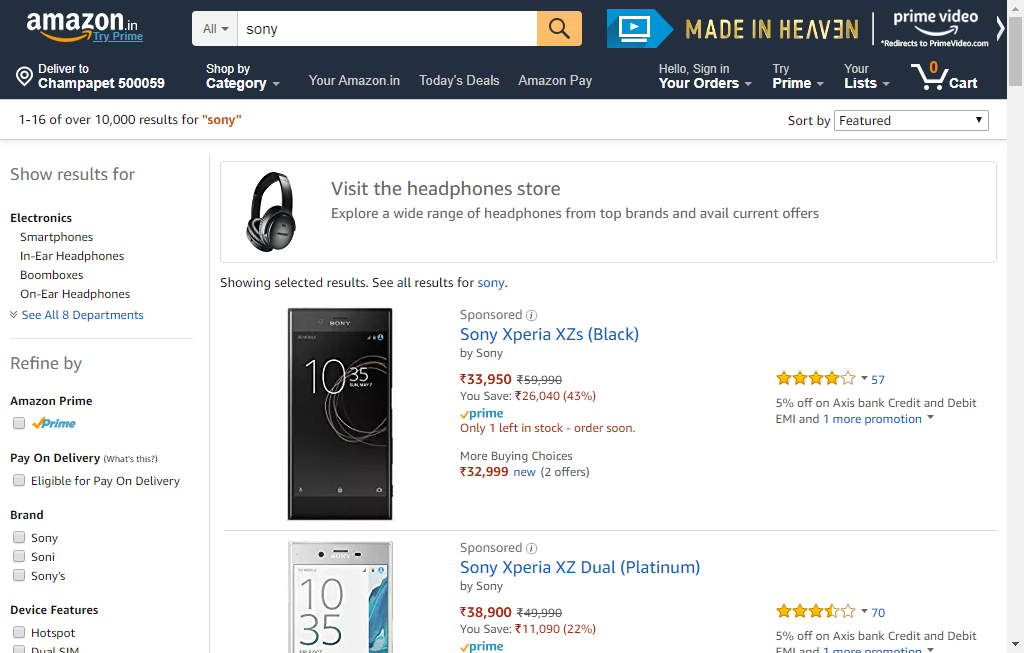 amazon.in
Try Prime
All
sony
MADE IN HEAVEN
prime video
*Redirects to PrimeVideo.com
Deliver to
Champapet 500059
Shop by
Category
Your Amazon.in
Today's Deals
Amazon Pay
Hello, Sign in
Your Orders
Try
Prime
Your
Lists
0
Cart
1-16 of over 10,000 results for "sony"
Sort by
Featured
Show results for
Electronics
Smartphones
In-Ear Headphones
Boomboxes
On-Ear Headphones
See All 8 Departments
Refine by
Amazon Prime
Prime
Pay On Delivery (What's this?)
Eligible for Pay On Delivery
Brand
Sony
Soni
Sony's
Device Features
Hotspot
Dual SIM
Visit the headphones store
Explore a wide range of headphones from top brands and avail current offers
Showing selected results. See all results for sony.
SONY
10 35
SUN, MAY 7
Sponsored
Sony Xperia XZs (Black)
by Sony
₹33,950 ₹59,990
You Save: ₹26,040 (43%)
prime
Only 1 left in stock - order soon.
More Buying Choices
₹32,999 new (2 offers)
57
5% off on Axis bank Credit and Debit
EMI and 1 more promotion
SONY
10
35
Sponsored
Sony Xperia XZ Dual (Platinum)
by Sony
₹38,900 ₹49,990
You Save: ₹11,090 (22%)
prime
70
5% off on Axis bank Credit and Debit
EMI and 1 more promotion